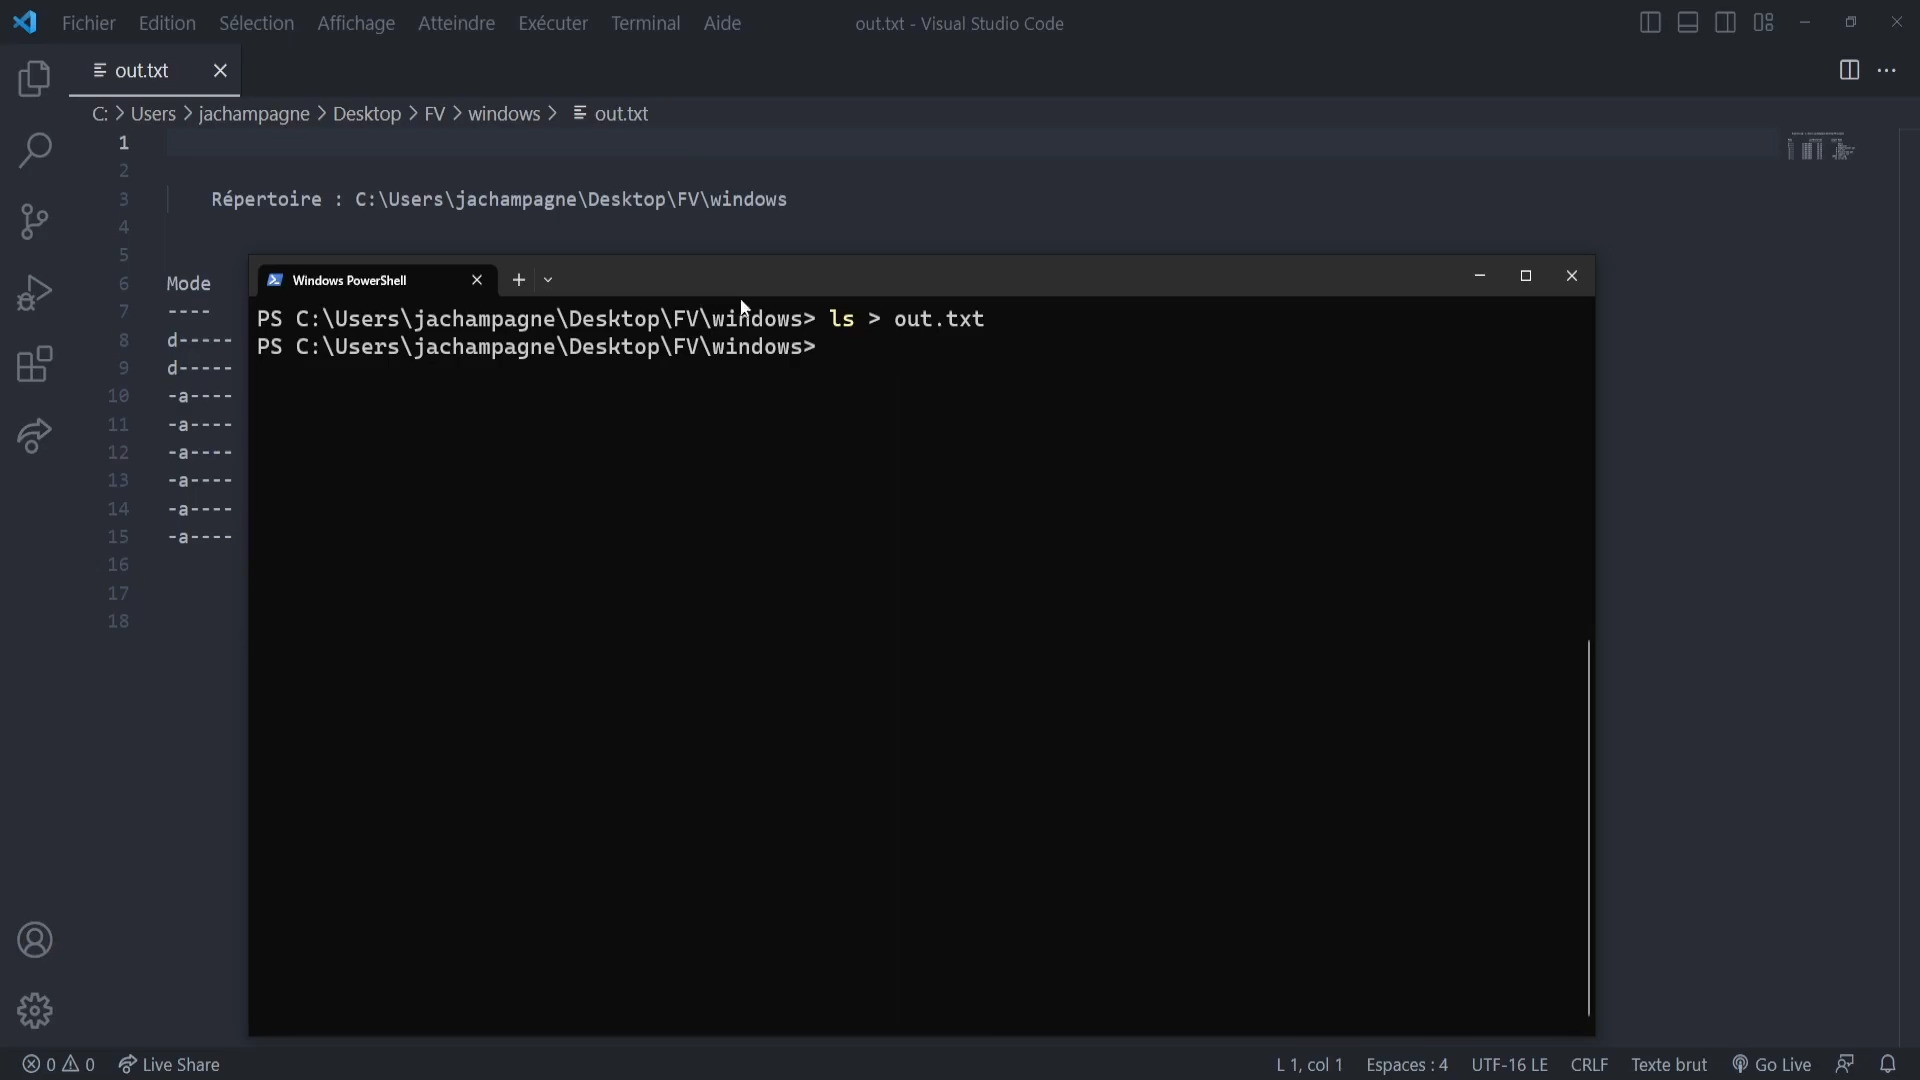 Fichier Edition Sélection Affichage Atteindre Exécuter Terminal Aide out.txt - Visual Studio Code
out.txt
C: > Users > jachampagne > Desktop > FV > windows > out.txt
1
2
3 Répertoire : C:\Users\jachampagne\Desktop\FV\windows
4
5
6 Mode
7 ----
8 d-----
9 d-----
10 -a----
11 -a----
12 -a----
13 -a----
14 -a----
15 -a----
16
17
18
Windows PowerShell
PS C:\Users\jachampagne\Desktop\FV\windows> ls > out.txt
PS C:\Users\jachampagne\Desktop\FV\windows>
0 0 Live Share L 1, col 1 Espaces : 4 UTF-16 LE CRLF Texte brut Go Live